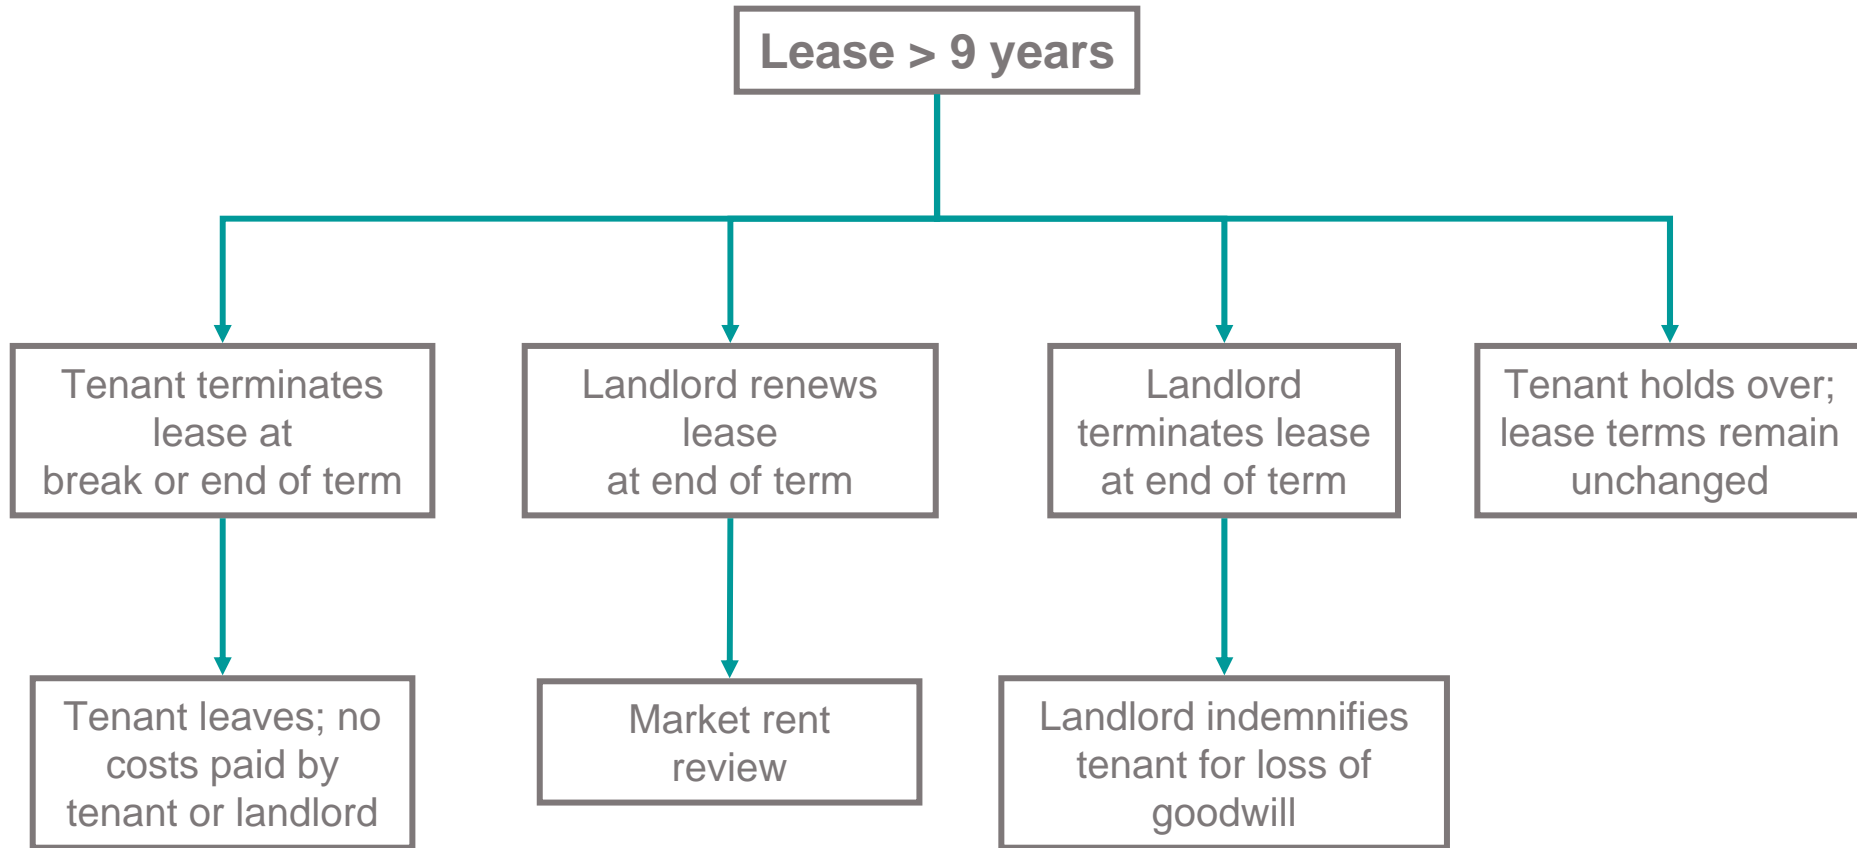 Lease > 9 years
Tenant terminates
lease at
break or end of term
Landlord renews
lease
at end of term
Landlord
terminates lease
at end of term
Tenant holds over;
lease terms remain
unchanged
Tenant leaves; no
costs paid by
tenant or landlord
Market rent
review
Landlord indemnifies
tenant for loss of
goodwill